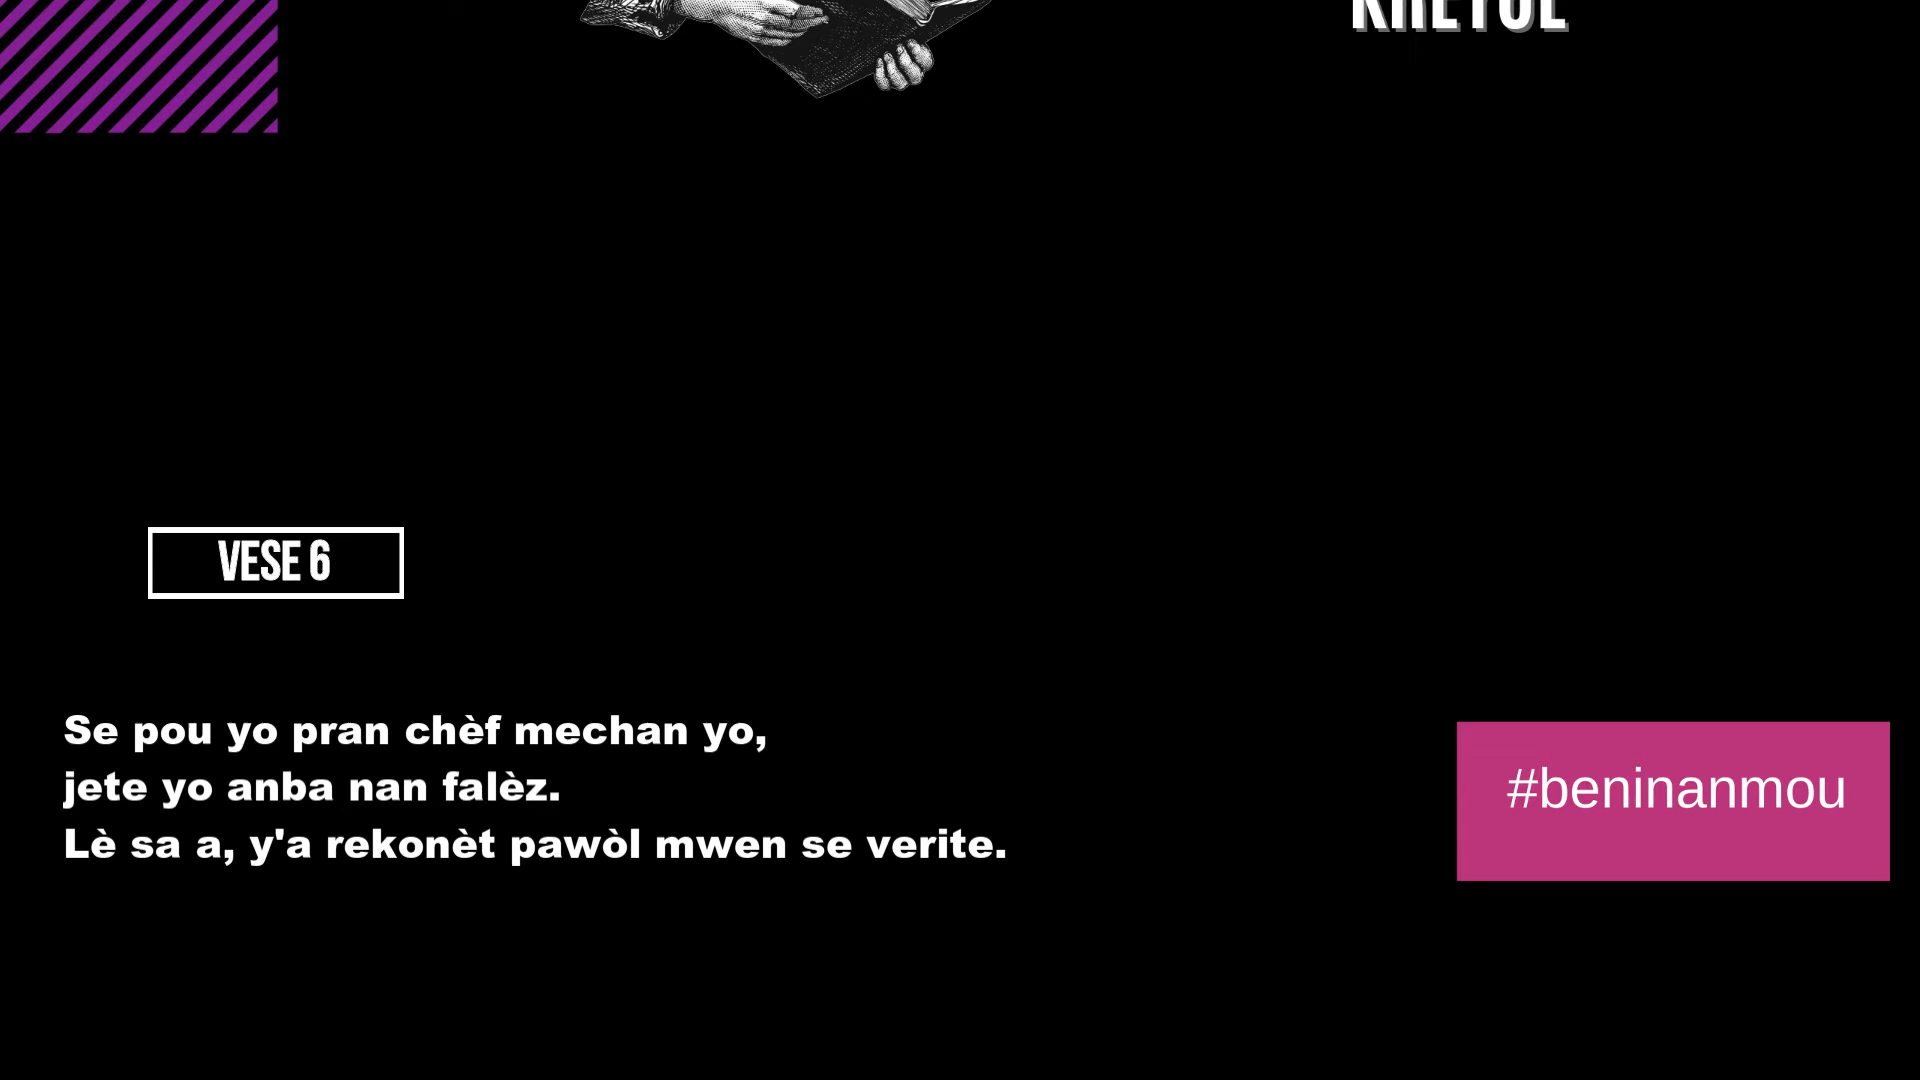 KREYOL
VESE 6
Se pou yo pran chèf mechan yo,
jete yo anba nan falèz.
Lè sa a, y'a rekonèt pawòl mwen se verite.
#beninanmou